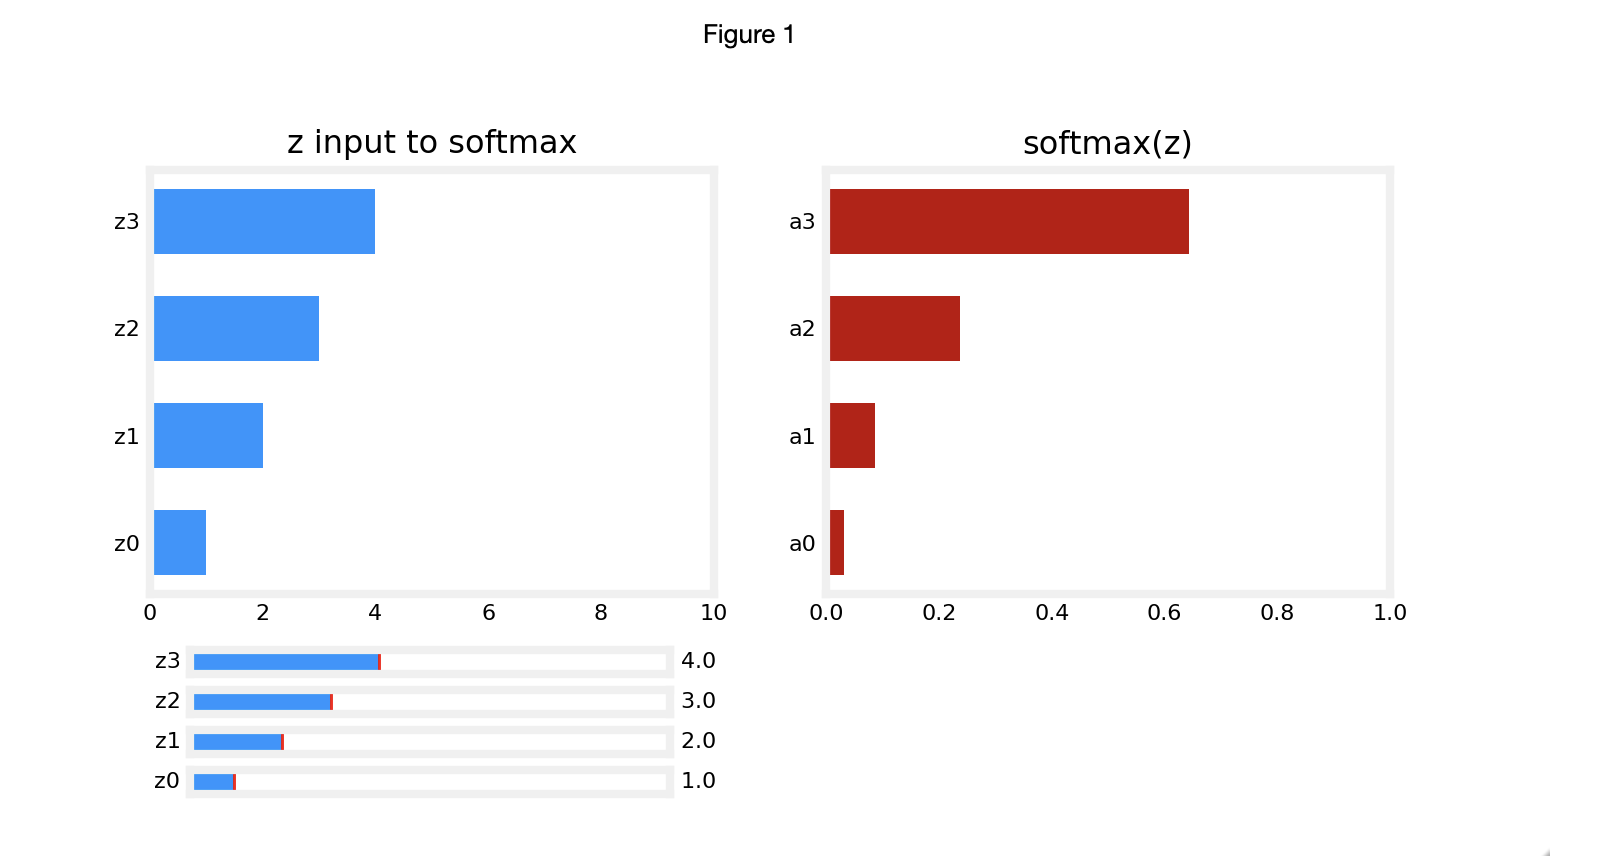 Figure 1
z input to softmax
z3
z2
z1
z0
0 2 4 6 8 10
z3 4.0
z2 3.0
z1 2.0
z0 1.0
softmax(z)
a3
a2
a1
a0
0.0 0.2 0.4 0.6 0.8 1.0